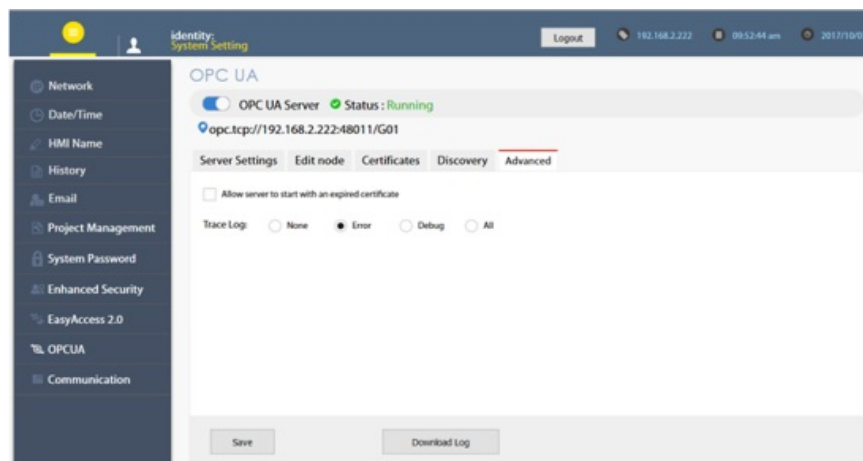 identity:
System Setting
Logout
192.168.2.222
09:52:44 am
2017/10/0
Network
Date/Time
HMI Name
History
Email
Project Management
System Password
Enhanced Security
EasyAccess 2.0
OPCUA
Communication
OPC UA
OPC UA Server Status : Running
opc.tcp://192.168.2.222:48011/G01
Server Settings Edit node Certificates Discovery Advanced
Allow server to start with an expired certificate
Trace Log: None Error Debug All
Save Download Log